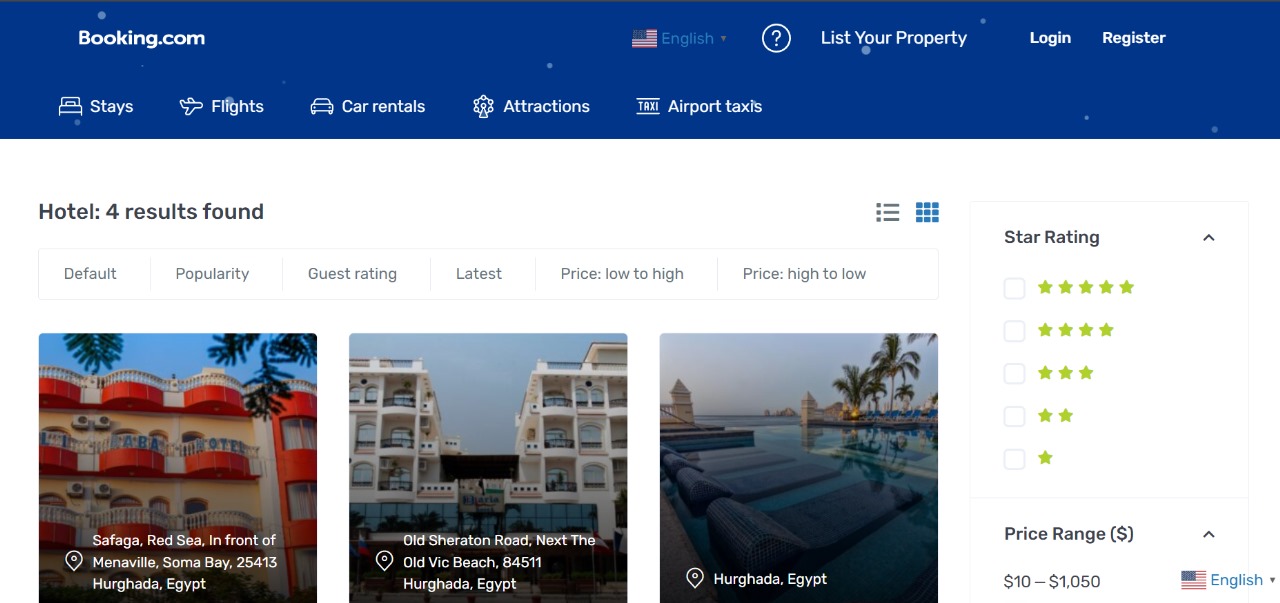 Booking.com
English
List Your Property
Login
Register
Stays
Flights
Car rentals
Attractions
TAXI
Airport taxis
Hotel: 4 results found
Default
Popularity
Guest rating
Latest
Price: low to high
Price: high to low
Safaga, Red Sea, In front of
Menaville, Soma Bay, 25413
Hurghada, Egypt
Old Sheraton Road, Next The
Old Vic Beach, 84511
Hurghada, Egypt
Hurghada, Egypt
Star Rating
Price Range ($)
$10 – $1,050
English